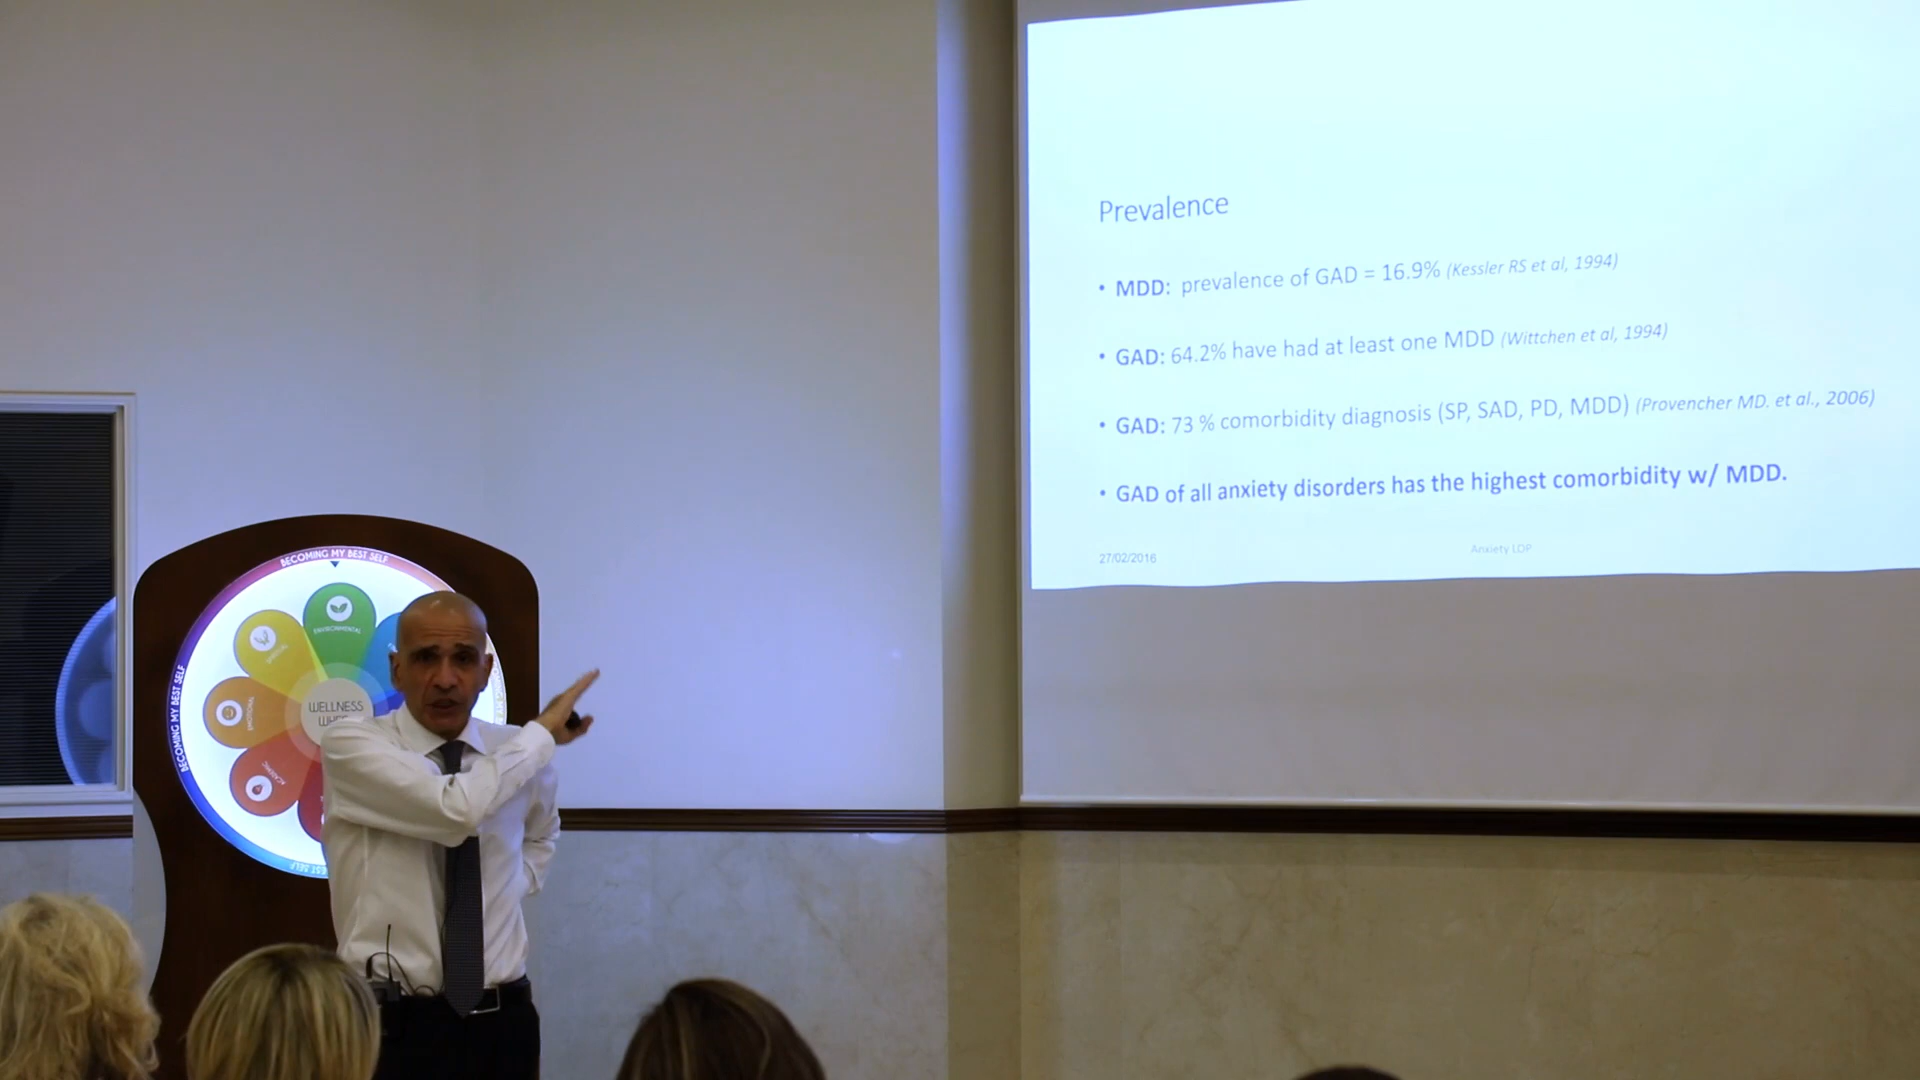 Prevalence
• MDD: prevalence of GAD = 16.9% (Kessler RS et al, 1994)
• GAD: 64.2% have had at least one MDD (Wittchen et al, 1994)
• GAD: 73 % comorbidity diagnosis (SP, SAD, PD, MDD) (Provencher MD. et al., 2006)
• GAD of all anxiety disorders has the highest comorbidity w/ MDD.
27/02/2016
Anxiety LOP
BECOMING MY BEST SELF
ENVIRONMENTAL
EMOTIONAL
ACADEMIC
WELLNESS
BECOMING MY BEST SELF